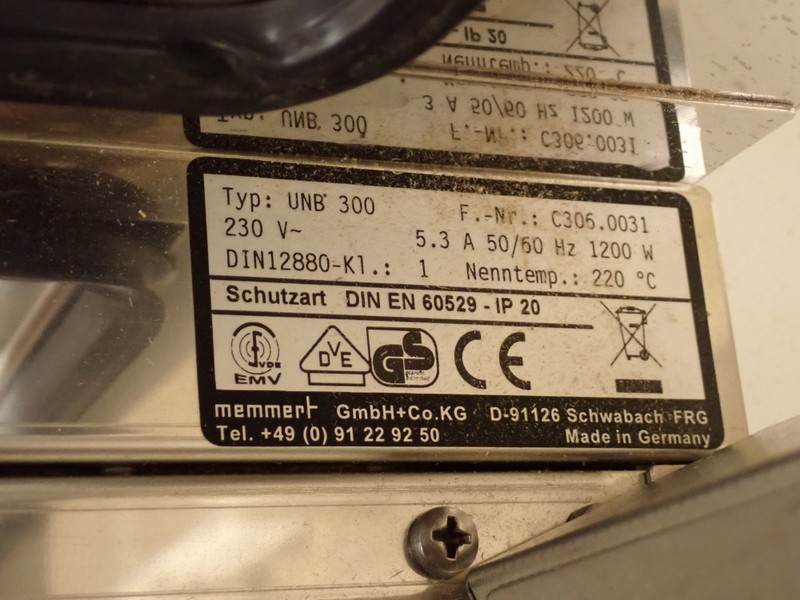 Typ: UNB 300 F.-Nr.: C306.0031
230 V~ 5.3 A 50/60 Hz 1200 W
DIN12880-Kl.: 1 Nenntemp.: 220 °C
Schutzart DIN EN 60529 - IP 20
VDE
EMV
DVE
GS
CE
memmert GmbH+Co.KG D-91126 Schwabach FRG
Tel. +49 (0) 91 22 92 50 Made in Germany